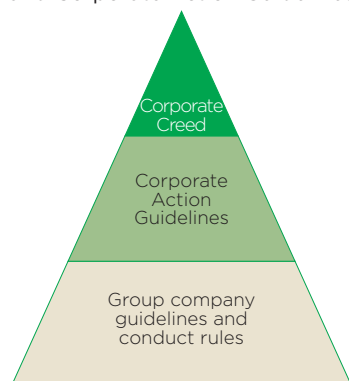 Corporate
Creed
Corporate
Action
Guidelines
Group company
guidelines and
conduct rules